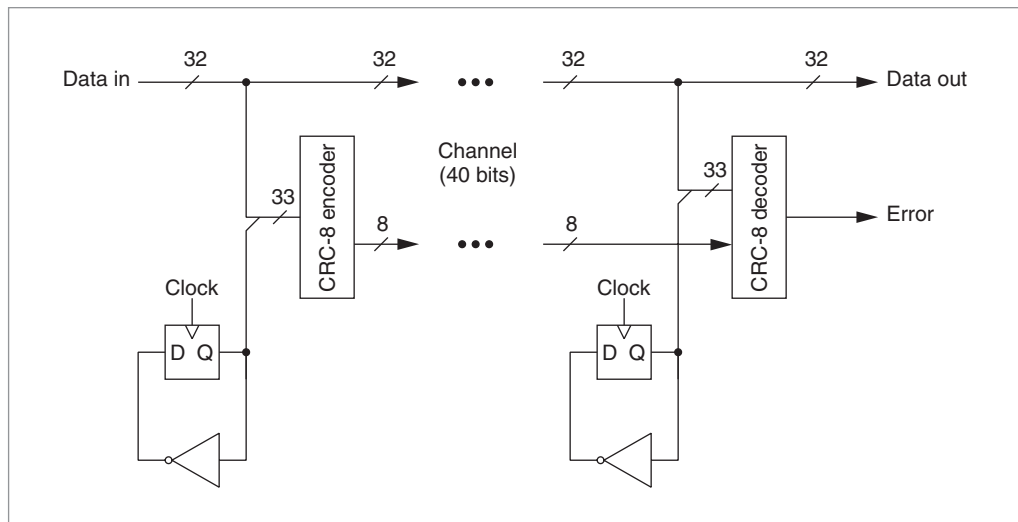 32 32 32 32
Data in Data out
Channel
(40 bits)
CRC-8 encoder
CRC-8 decoder
33 33
8 8
Error
Clock Clock
D Q D Q